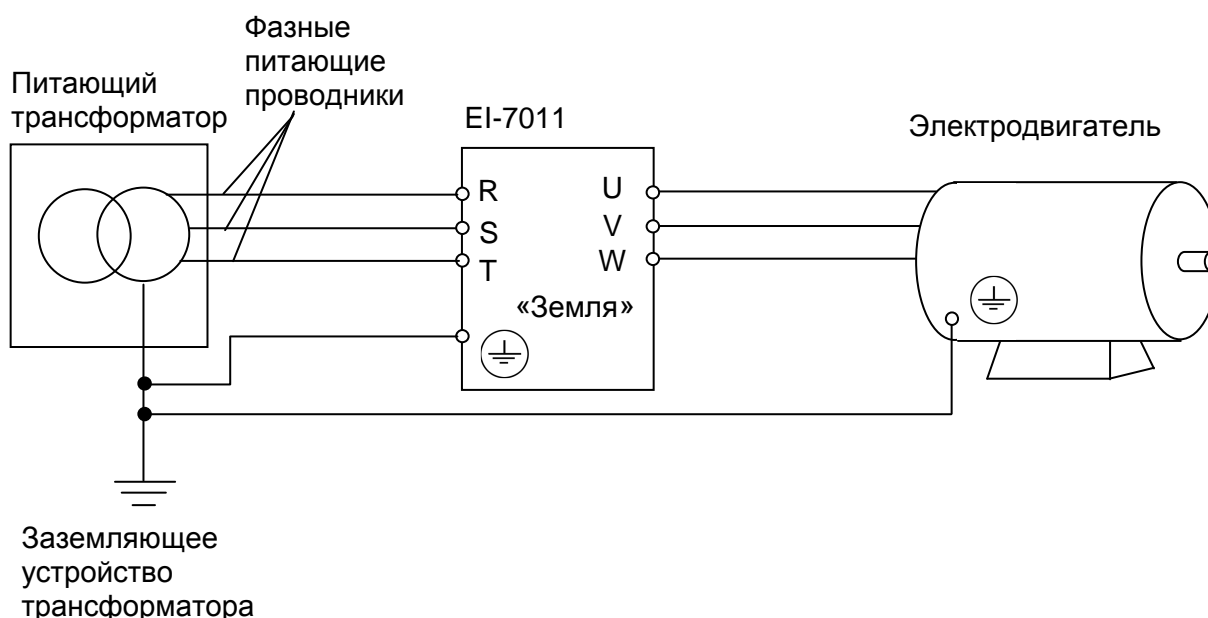 Фазные
питающие
проводники
Питающий
трансформатор
EI-7011
Электродвигатель
R
U
S
V
T
W
«Земля»
Заземляющее
устройство
трансформатора